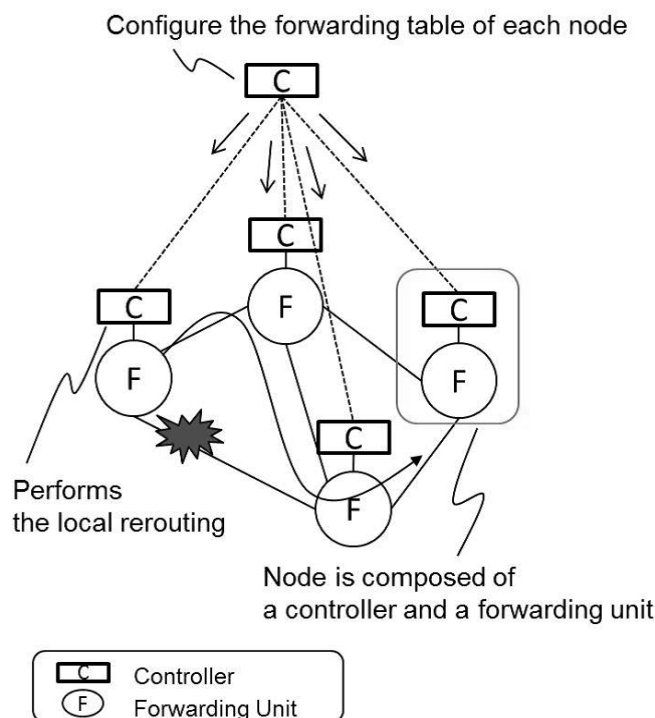 Configure the forwarding table of each node
C
C
C
C
F
F
F
C
F
Performs
the local rerouting
Node is composed of
a controller and a forwarding unit
C Controller
F Forwarding Unit